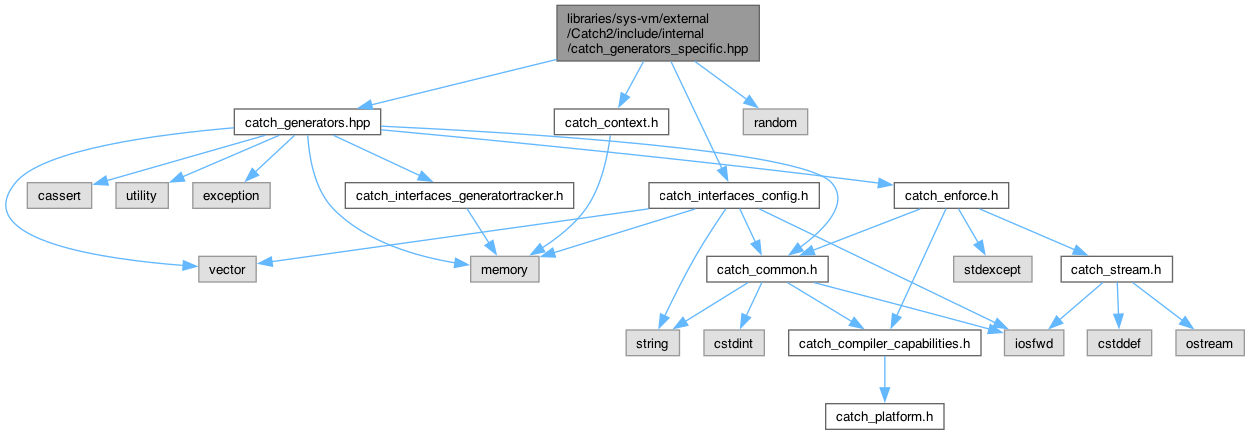 libraries/sys-vm/external
/Catch2/include/internal
/catch_generators_specific.hpp
catch_generators.hpp
catch_context.h
random
cassert
utility
exception
catch_interfaces_generatortracker.h
catch_interfaces_config.h
catch_enforce.h
vector
memory
catch_common.h
stdexcept
catch_stream.h
string
cstdint
catch_compiler_capabilities.h
iosfwd
cstddef
ostream
catch_platform.h